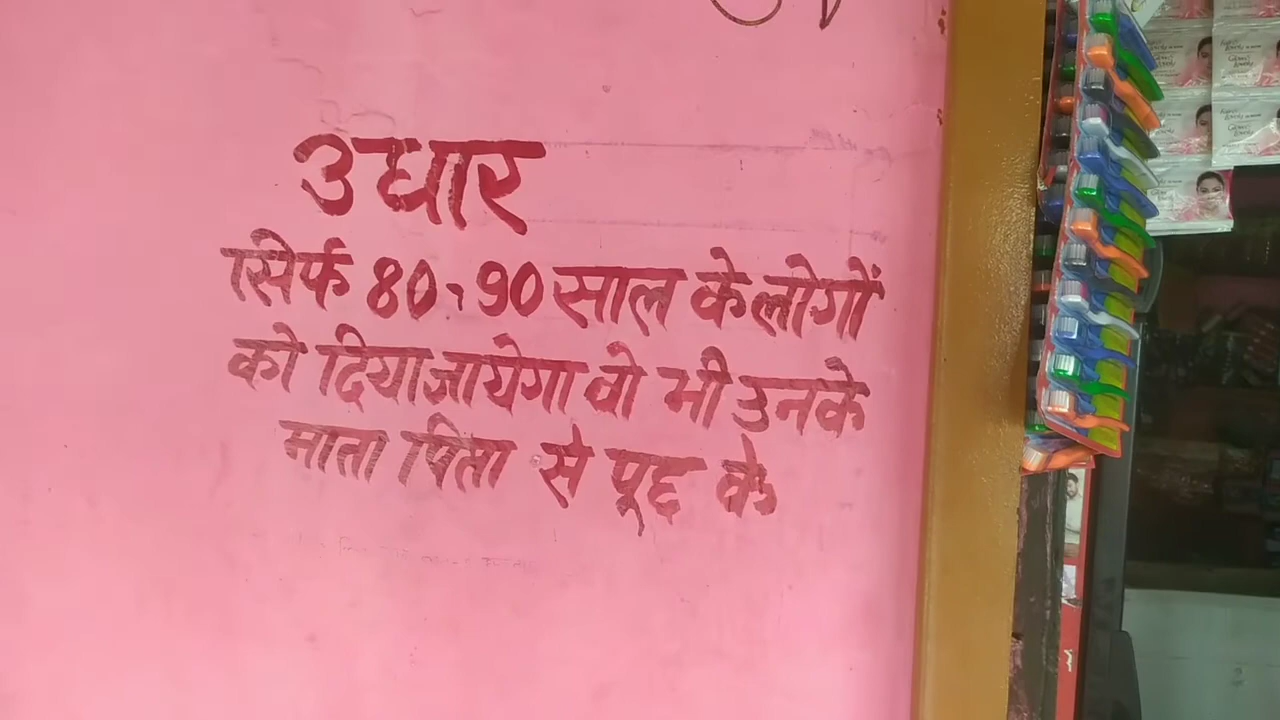 उधार
सिर्फ 80-90 साल के लोगों
को दिया जायेगा वो भी उनके
माता पिता से पूछ के